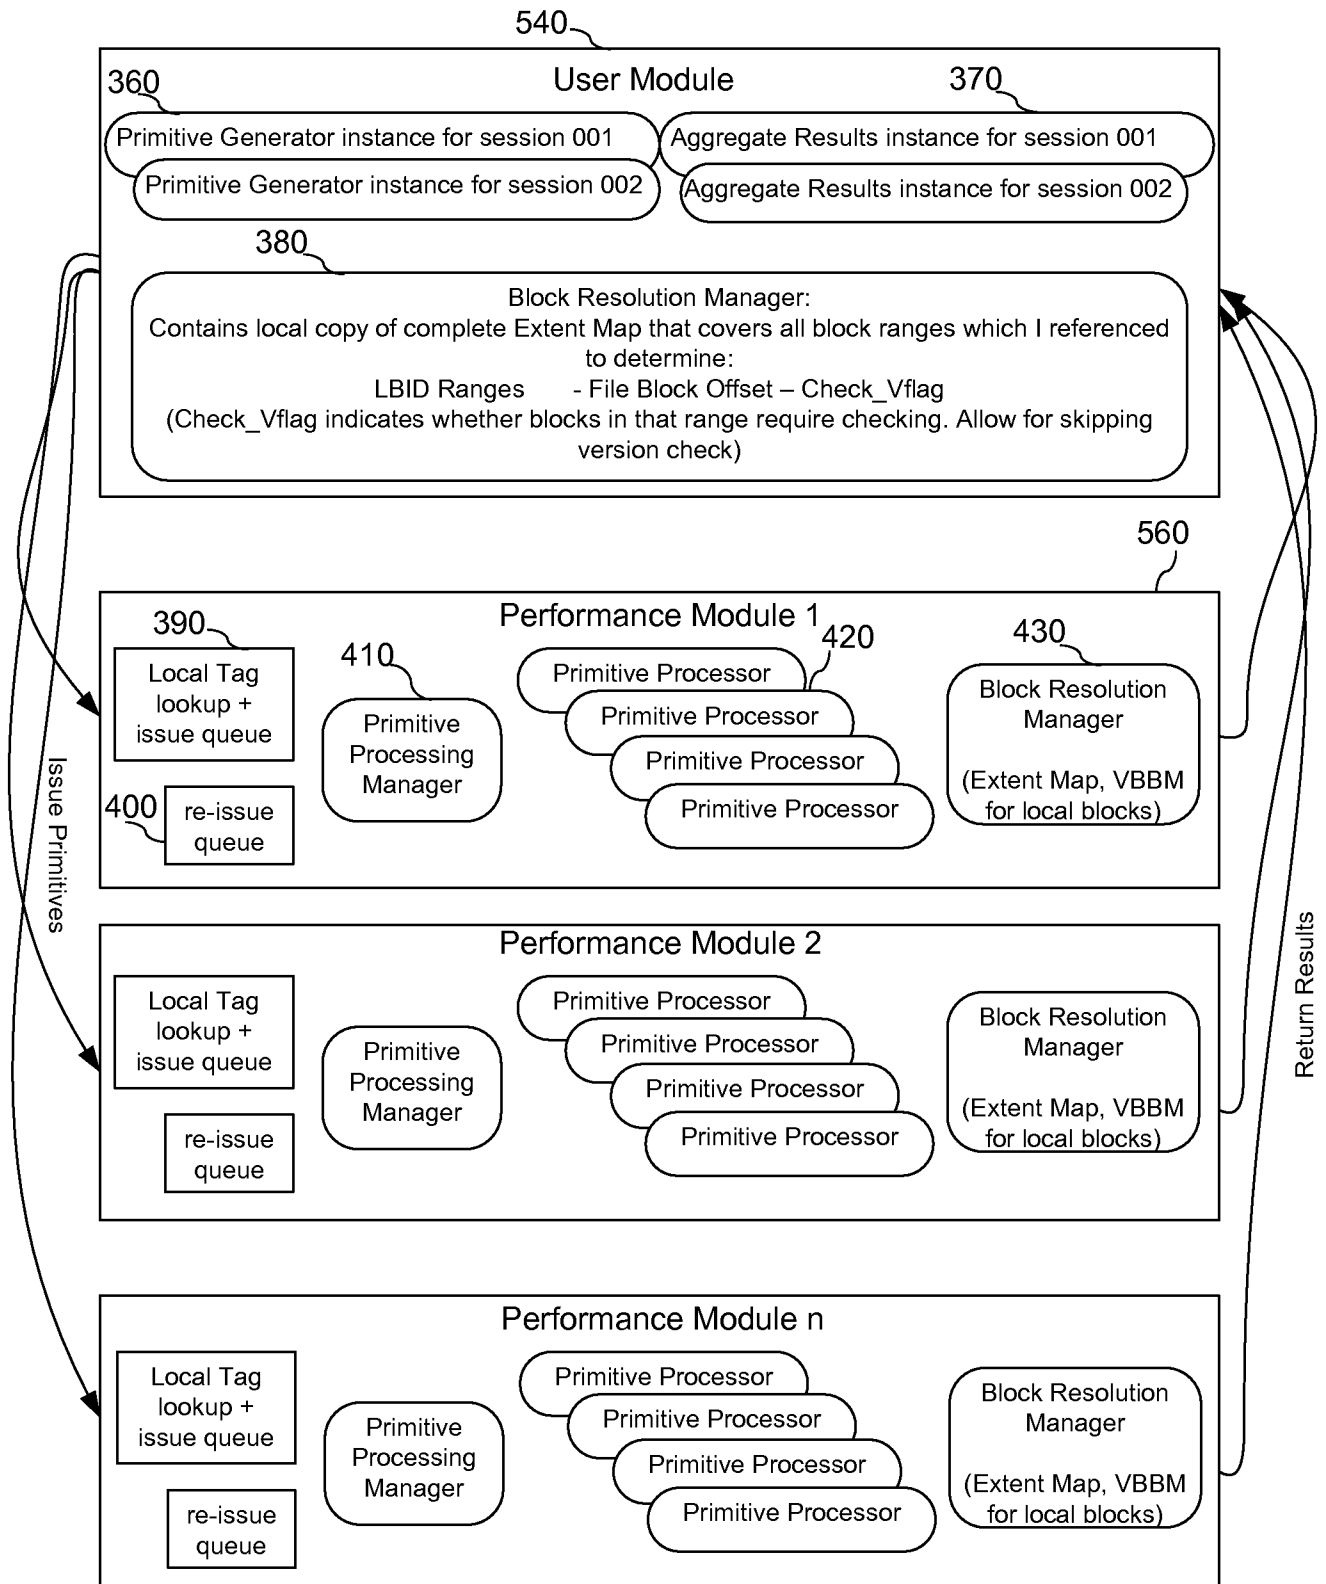 540
User Module
360
370
Primitive Generator instance for session 001
Aggregate Results instance for session 001
Primitive Generator instance for session 002
Aggregate Results instance for session 002
380
Block Resolution Manager:
Contains local copy of complete Extent Map that covers all block ranges which I referenced
to determine:
LBID Ranges - File Block Offset – Check_Vflag
(Check_Vflag indicates whether blocks in that range require checking. Allow for skipping
version check)
560
Performance Module 1
390
Local Tag
lookup +
issue queue
400
re-issue
queue
410
Primitive
Processing
Manager
420
Primitive Processor
Primitive Processor
Primitive Processor
Primitive Processor
430
Block Resolution
Manager
(Extent Map, VBBM
for local blocks)
Issue Primitives
Performance Module 2
Local Tag
lookup +
issue queue
re-issue
queue
Primitive
Processing
Manager
Primitive Processor
Primitive Processor
Primitive Processor
Primitive Processor
Block Resolution
Manager
(Extent Map, VBBM
for local blocks)
Return Results
Performance Module n
Local Tag
lookup +
issue queue
re-issue
queue
Primitive
Processing
Manager
Primitive Processor
Primitive Processor
Primitive Processor
Primitive Processor
Block Resolution
Manager
(Extent Map, VBBM
for local blocks)